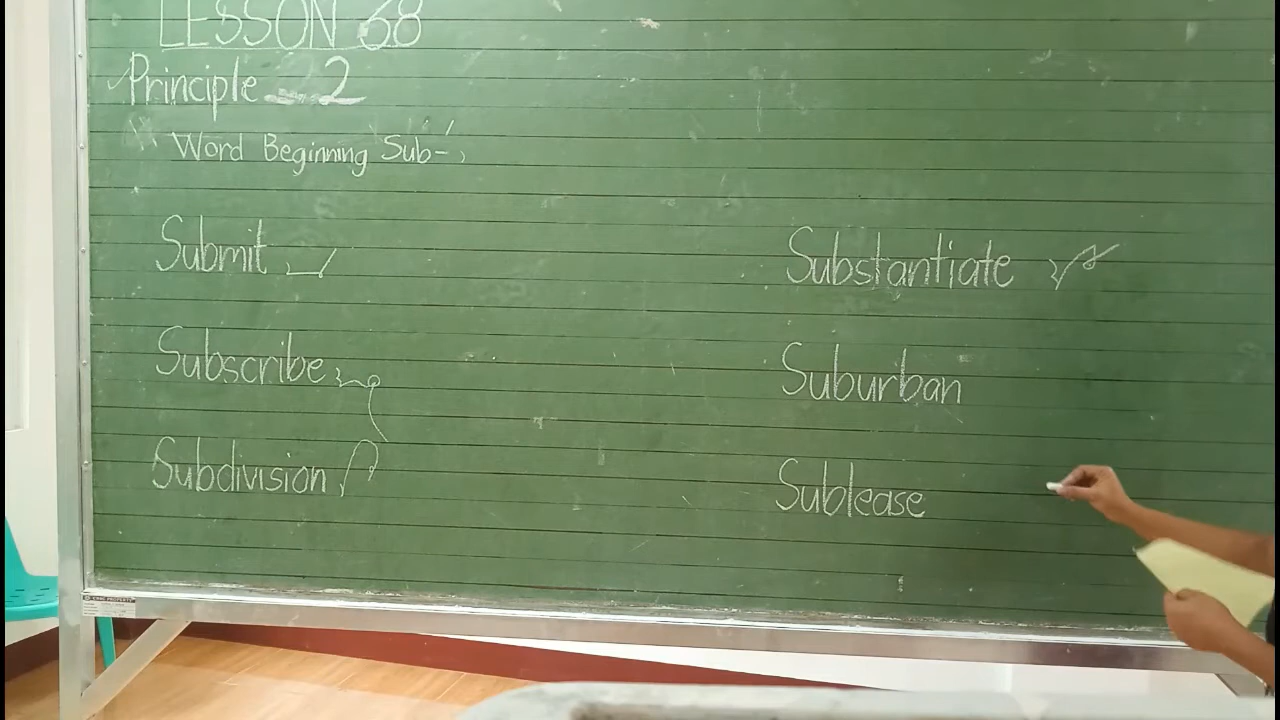 LESSON 68
Principle 2
Word Beginning Sub-
Submit
Subscribe
Subdivision
Substantiate
Suburban
Sublease